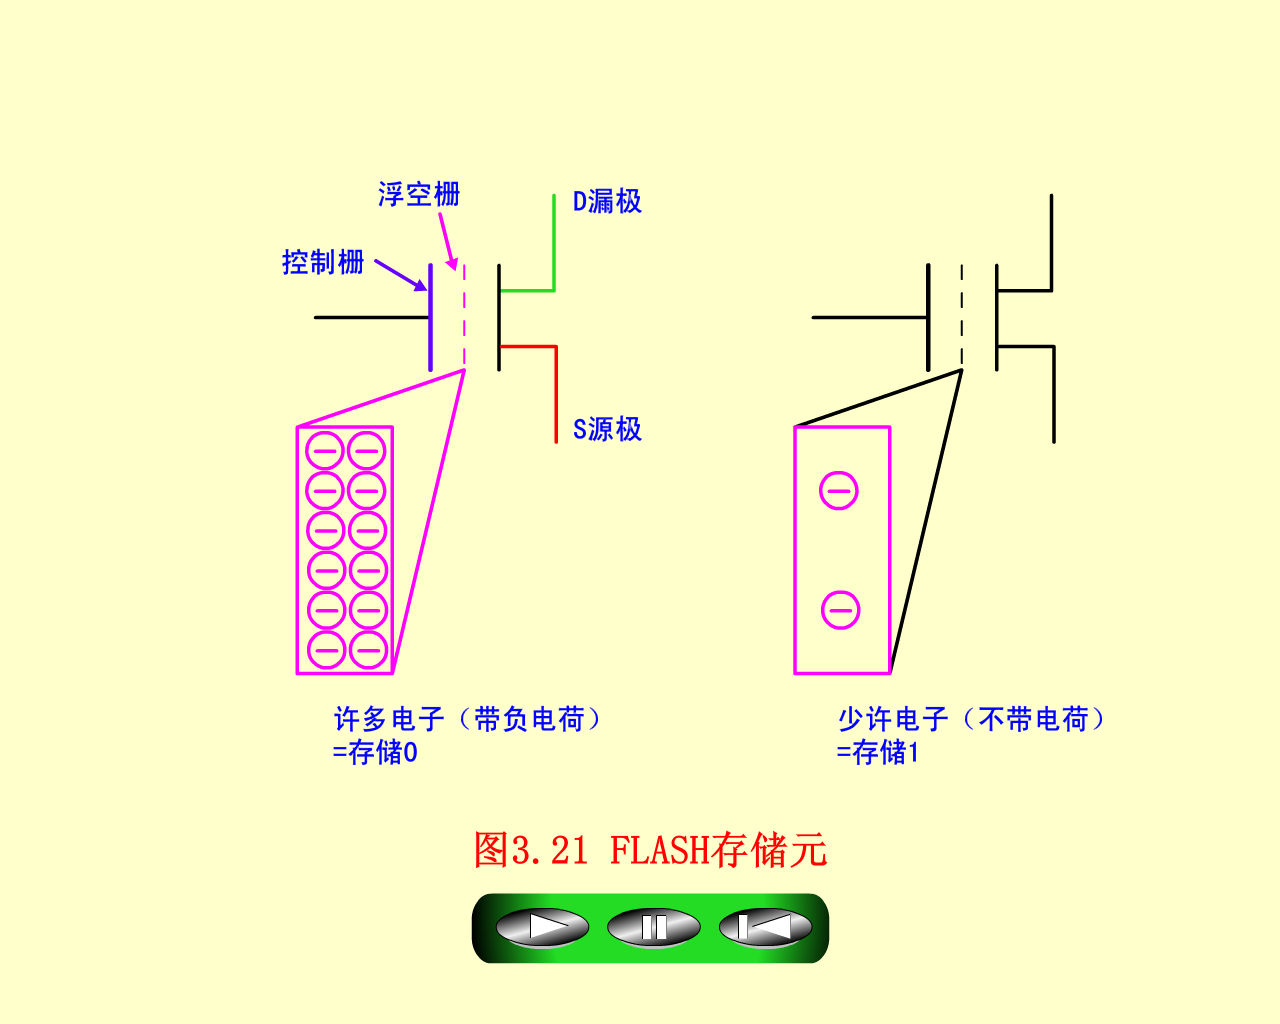 浮空栅
D漏极
控制栅
S源极
许多电子（带负电荷）
=存储0
少许电子（不带电荷）
=存储1
图3.21 FLASH存储元